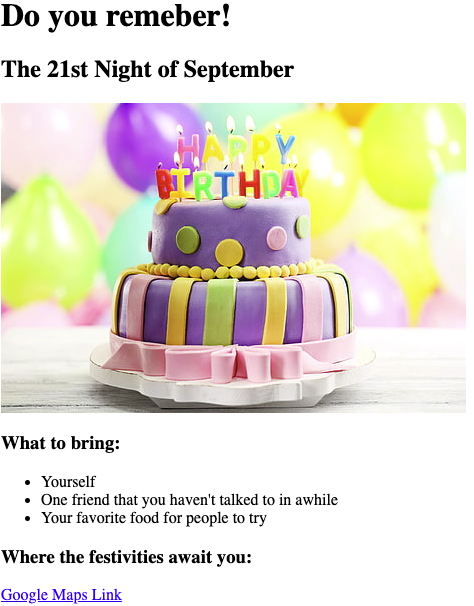 Do you remeber!
The 21st Night of September
HAPPY
BIRTHDAY
What to bring:
Yourself
One friend that you haven't talked to in awhile
Your favorite food for people to try
Where the festivities await you:
Google Maps Link